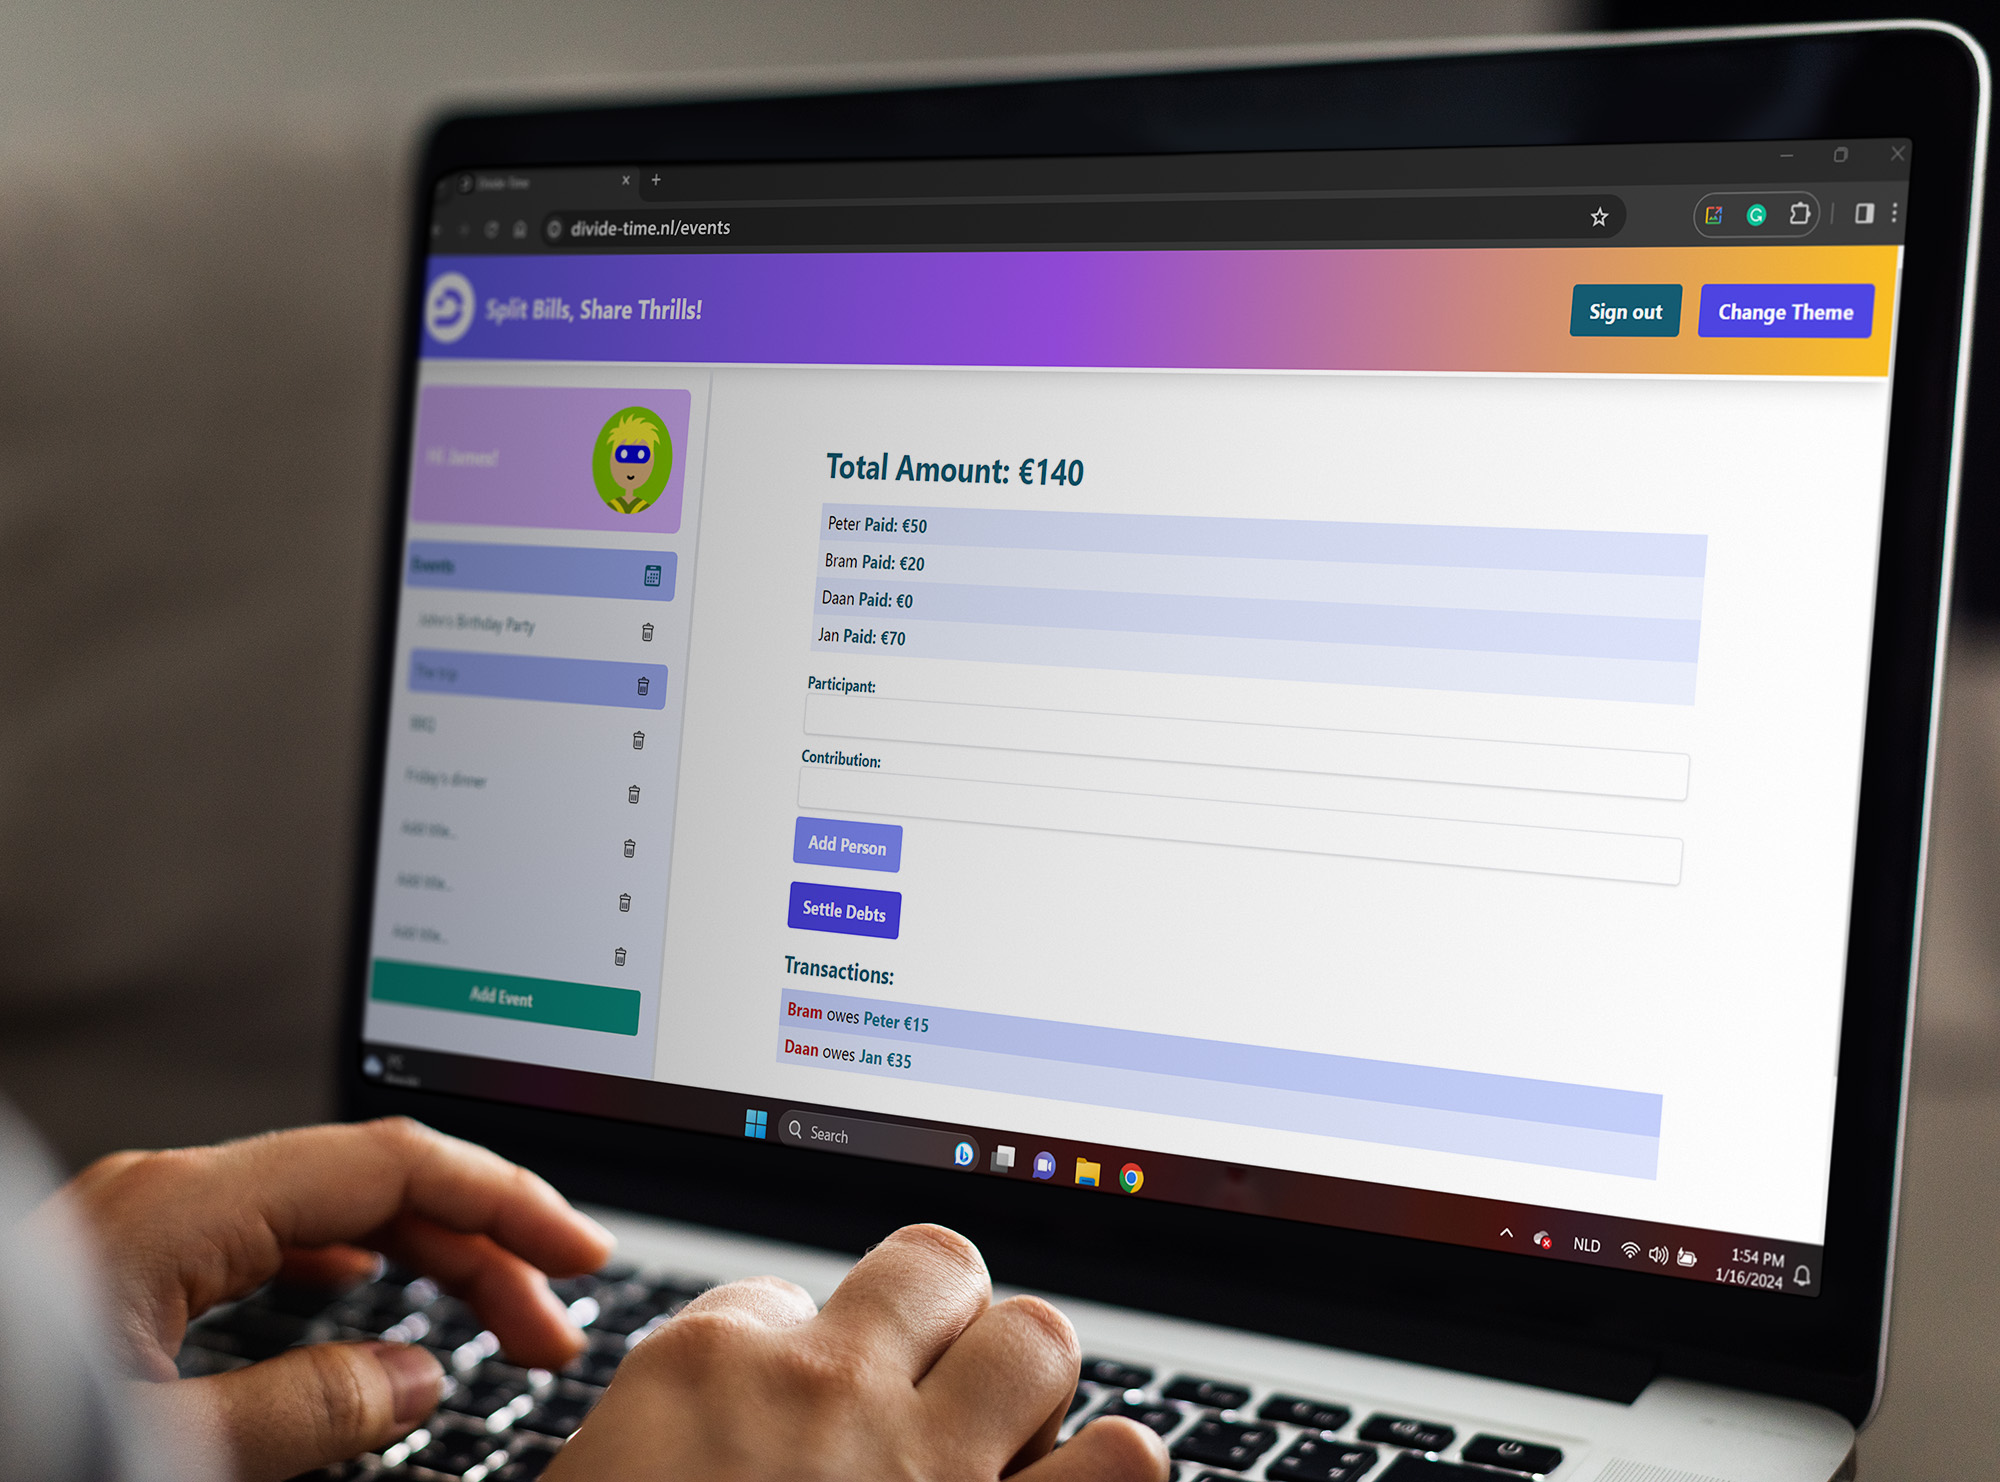 Divide Time
divide-time.nl/events
Split Bills, Share Thrills!
Sign out
Change Theme
Hi James!
Events
John's Birthday Party
The trip
BBQ
Friday's dinner
Add title...
Add title...
Add title...
Add Event
Total Amount: €140
Peter Paid: €50
Bram Paid: €20
Daan Paid: €0
Jan Paid: €70
Participant:
Contribution:
Add Person
Settle Debts
Transactions:
Bram owes Peter €15
Daan owes Jan €35
Search
NLD
1:54 PM
1/16/2024